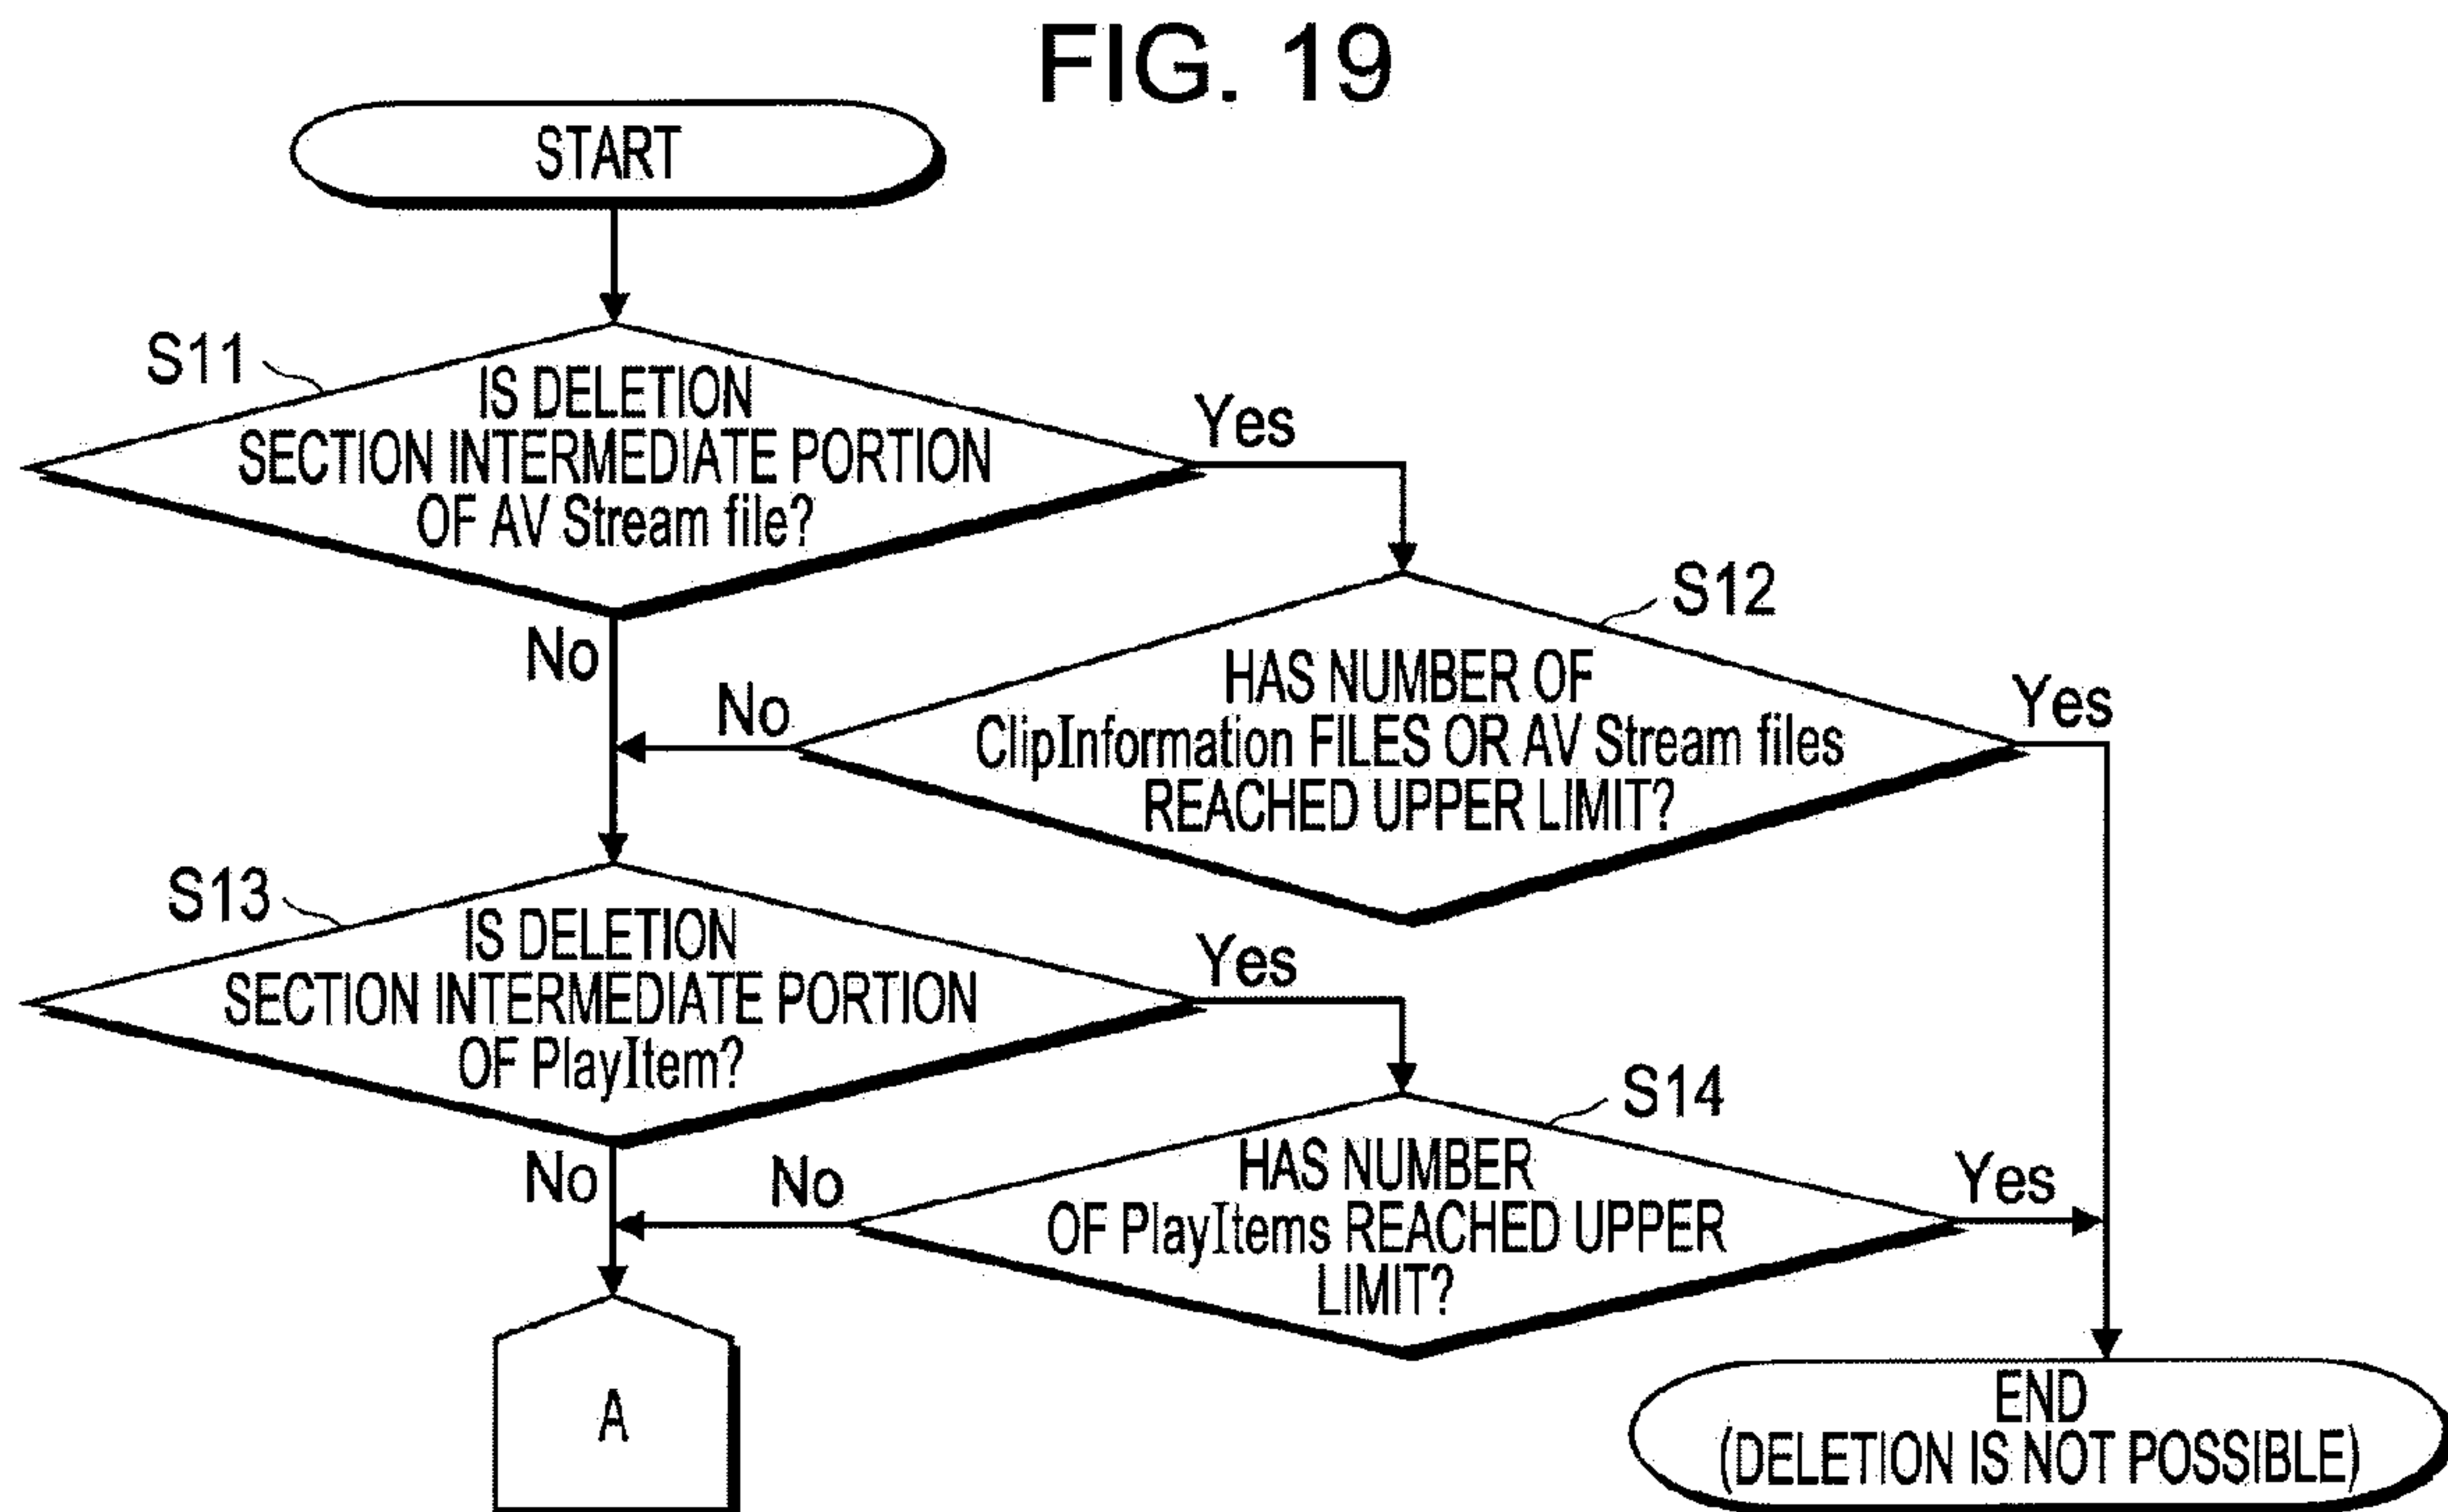 FIG. 19
START
S11
IS DELETION
SECTION INTERMEDIATE PORTION
OF AV Stream file?
Yes
No
S12
HAS NUMBER OF
ClipInformation FILES OR AV Stream files
REACHED UPPER LIMIT?
Yes
No
S13
IS DELETION
SECTION INTERMEDIATE PORTION
OF PlayItem?
Yes
No
S14
HAS NUMBER
OF PlayItems REACHED UPPER
LIMIT?
Yes
No
A
END
(DELETION IS NOT POSSIBLE)